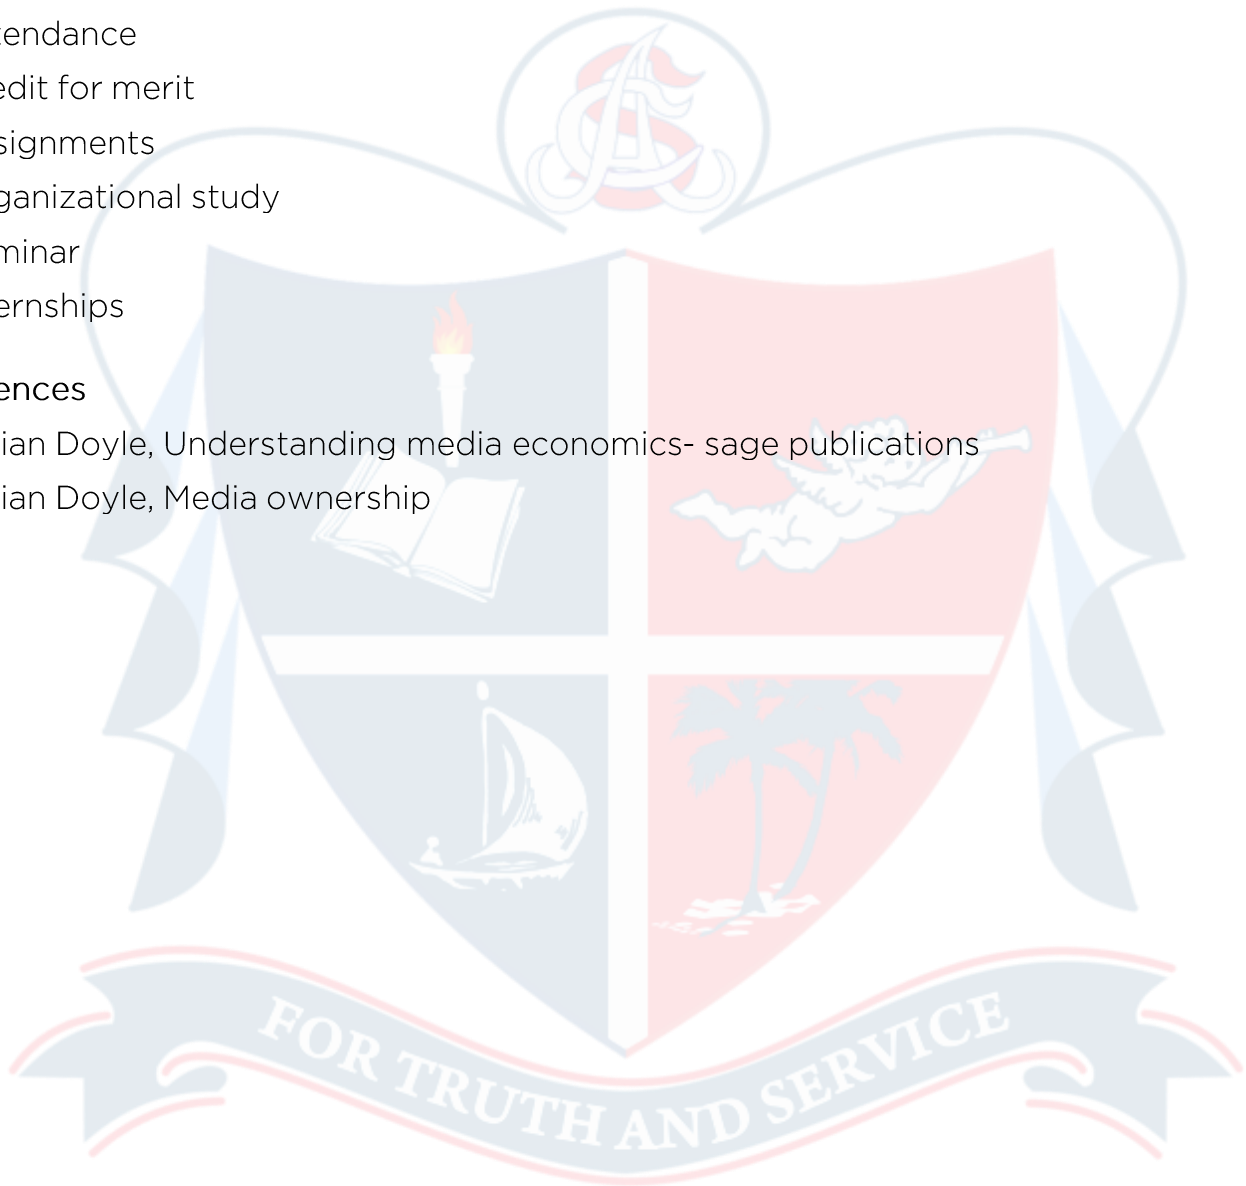 tendance
edit for merit
signments
ganizational study
minar
ernships
ences
ian Doyle, Understanding media economics- sage publications
ian Doyle, Media ownership
FOR TRUTH AND SERVICE